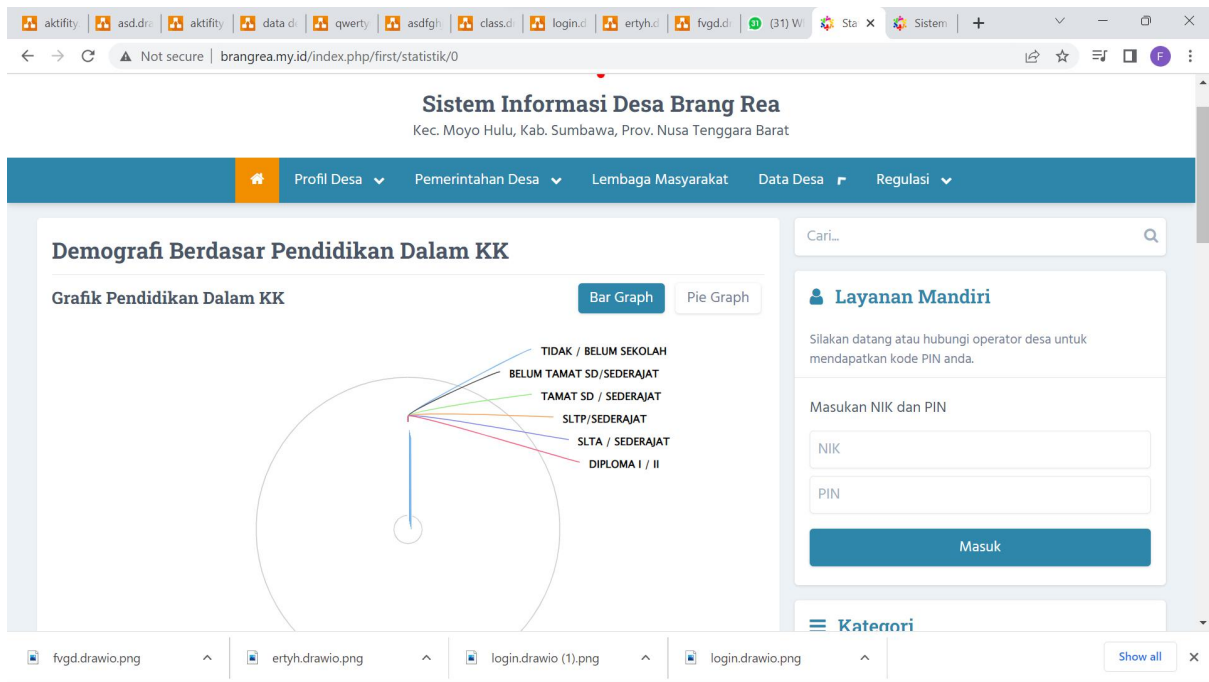 aktifity.
asd.dra
aktifity
data de
qwerty
asdfgh
class.d
login.d
ertyh.d
fvgd.dr
(31) W
Sta
Sistem
Not secure
brangrea.my.id/index.php/first/statistik/0
F
Sistem Informasi Desa Brang Rea
Kec. Moyo Hulu, Kab. Sumbawa, Prov. Nusa Tenggara Barat
Profil Desa
Pemerintahan Desa
Lembaga Masyarakat
Data Desa
Regulasi
Demografi Berdasar Pendidikan Dalam KK
Grafik Pendidikan Dalam KK
Bar Graph
Pie Graph
TIDAK / BELUM SEKOLAH
BELUM TAMAT SD/SEDERAJAT
TAMAT SD / SEDERAJAT
SLTP/SEDERAJAT
SLTA / SEDERAJAT
DIPLOMA I / II
Cari...
Layanan Mandiri
Silakan datang atau hubungi operator desa untuk
mendapatkan kode PIN anda.
Masukan NIK dan PIN
NIK
PIN
Masuk
Kategori
fvgd.drawio.png
ertyh.drawio.png
login.drawio (1).png
login.drawio.png
Show all